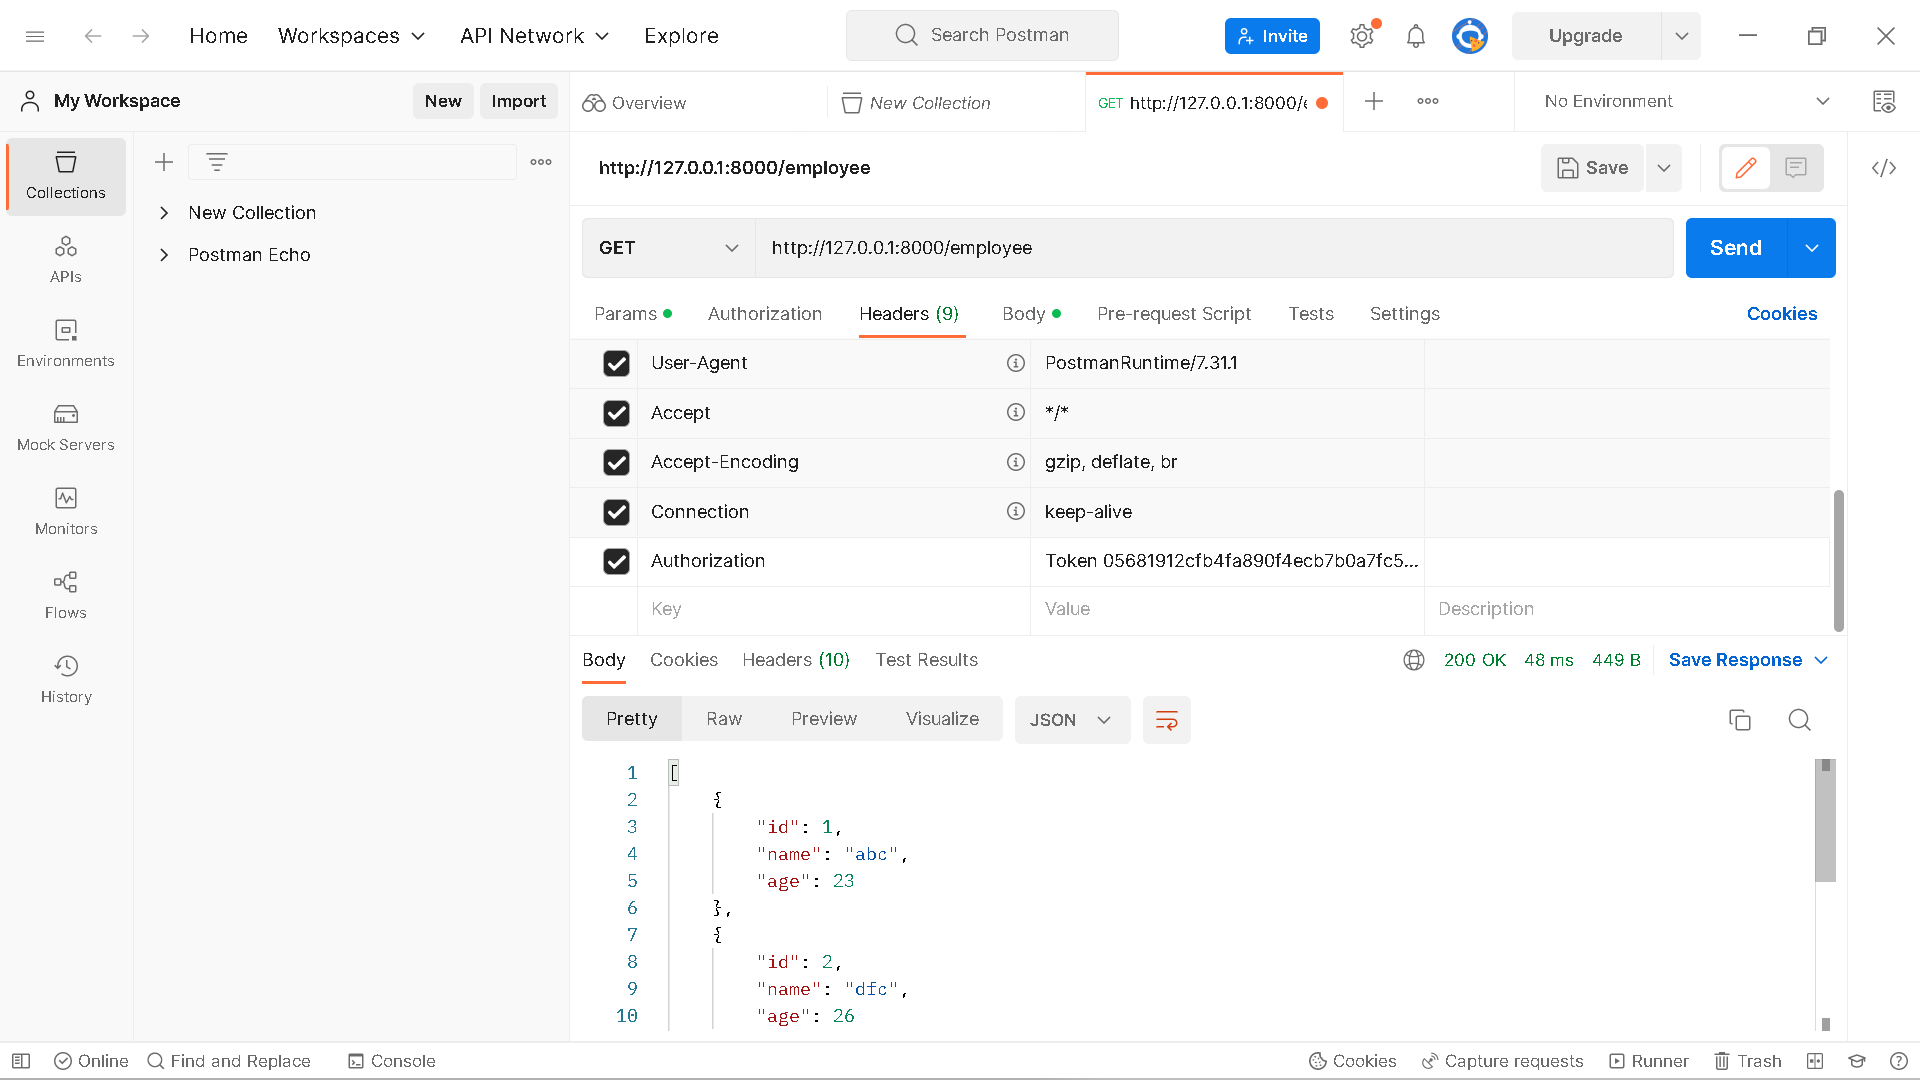 Home Workspaces API Network Explore Search Postman Invite Upgrade
My Workspace New Import Overview New Collection GET http://127.0.0.1:8000/e No Environment
Collections
APIs
Environments
Mock Servers
Monitors
Flows
History
New Collection
Postman Echo
http://127.0.0.1:8000/employee Save
GET http://127.0.0.1:8000/employee Send
Params Authorization Headers (9) Body Pre-request Script Tests Settings Cookies
User-Agent PostmanRuntime/7.31.1
Accept */*
Accept-Encoding gzip, deflate, br
Connection keep-alive
Authorization Token 05681912cfb4fa890f4ecb7b0a7fc5...
Key Value Description
Body Cookies Headers (10) Test Results 200 OK 48 ms 449 B Save Response
Pretty Raw Preview Visualize JSON
1 [
2 {
3 "id": 1,
4 "name": "abc",
5 "age": 23
6 },
7 {
8 "id": 2,
9 "name": "dfc",
10 "age": 26
Online Find and Replace Console Cookies Capture requests Runner Trash